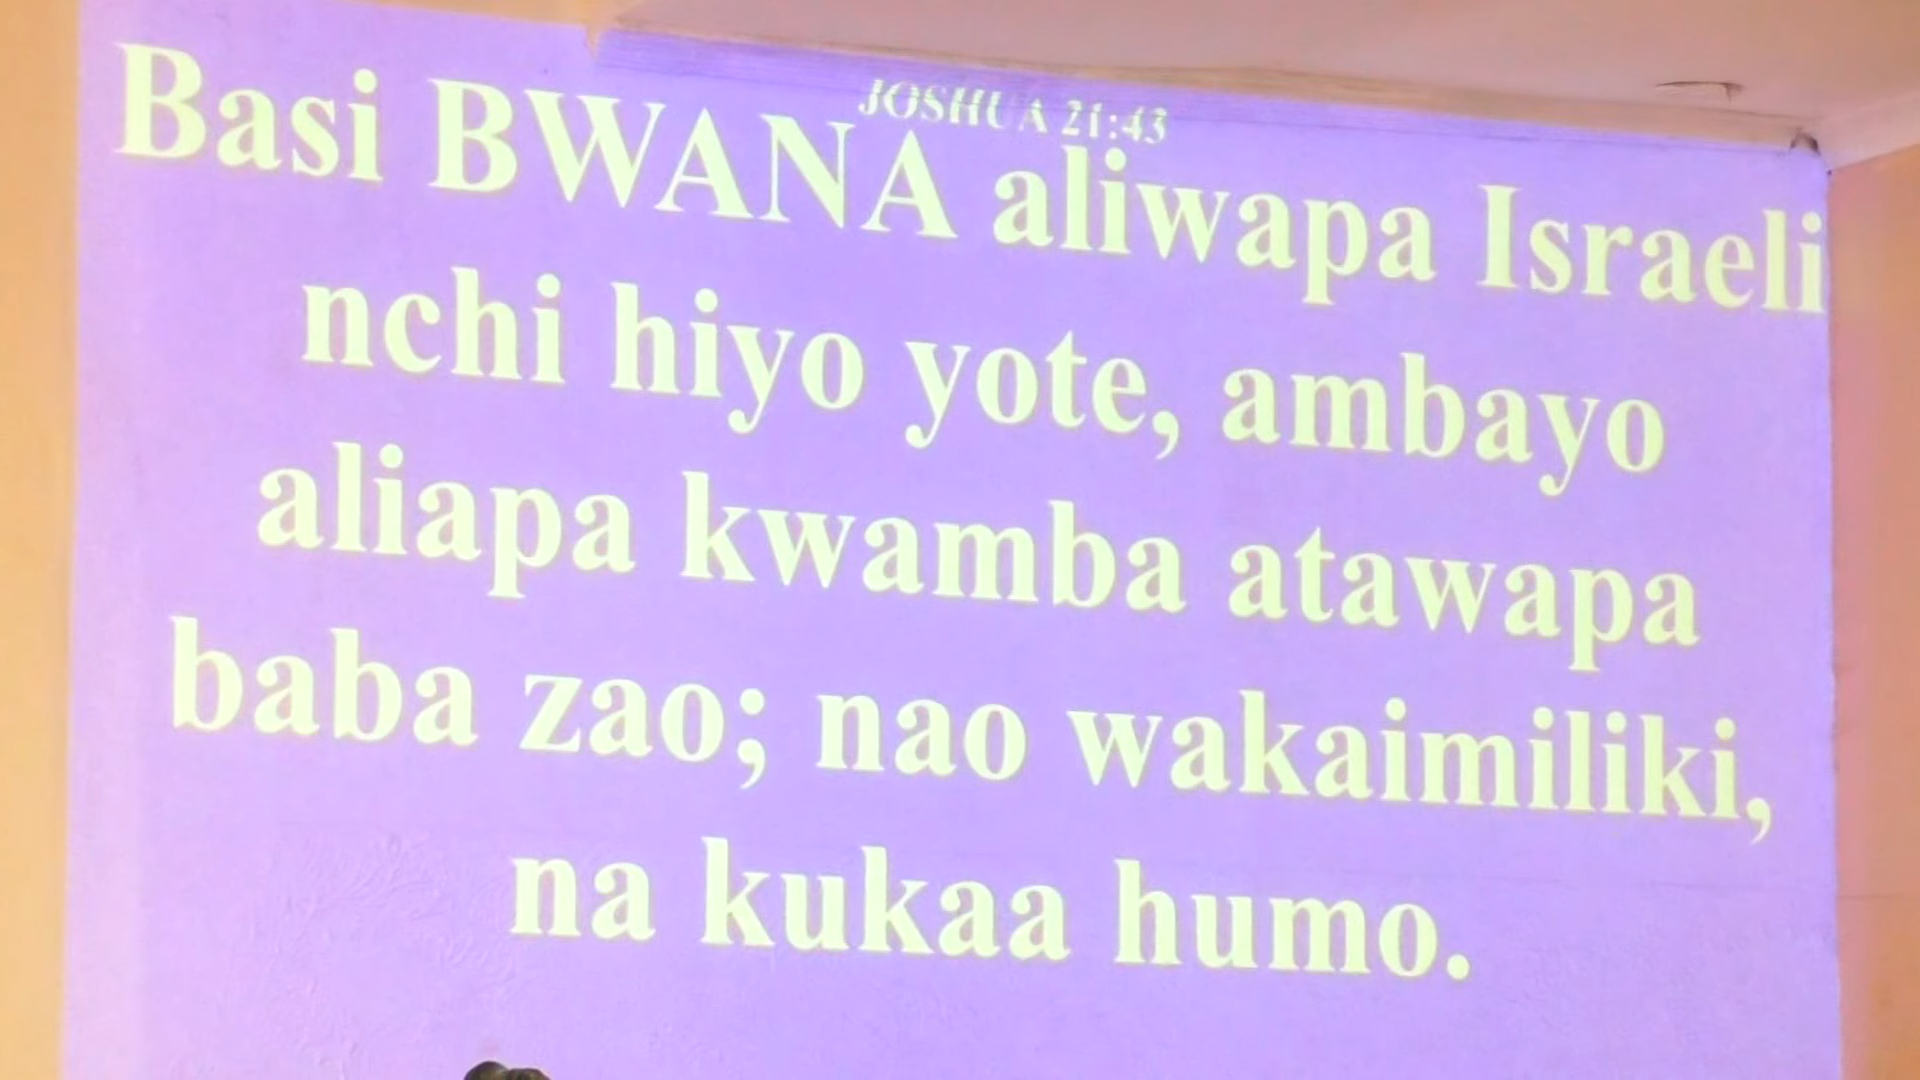 JOSHUA 21:43
Basi BWANA aliwapa Israeli
nchi hiyo yote, ambayo
aliapa kwamba atawapa
baba zao; nao wakaimiliki,
na kukaa humo.